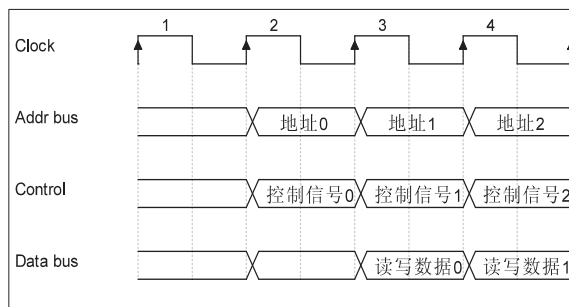 1 2 3 4
Clock
Addr bus 地址0 地址1 地址2
Control 控制信号0 控制信号1 控制信号2
Data bus 读写数据0 读写数据1